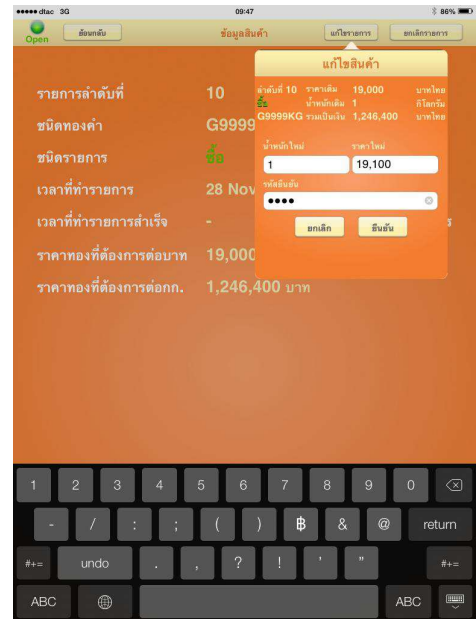 dtac 3G 09:47 86%
Open ย้อนกลับ ข้อมูลสินค้า แก้ไขรายการ ยกเลิกรายการ
แก้ไขสินค้า
ลำดับที่ 10 ราคาเดิม 19,000 บาทไทย
ซื้อ น้ำหนักเดิม 1 กิโลกรัม
G9999KG รวมเป็นเงิน 1,246,400 บาทไทย
น้ำหนักใหม่ ราคาใหม่
1 19,100
รหัสยืนยัน
ยกเลิก ยืนยัน
รายการลำดับที่ 10
ชนิดทองคำ G9999
ชนิดรายการ ซื้อ
เวลาที่ทำรายการ 28 Nov
เวลาที่ทำรายการสำเร็จ -
ราคาทองที่ต้องการต่อบาท 19,000
ราคาทองที่ต้องการต่อกก. 1,246,400 บาท
1 2 3 4 5 6 7 8 9 0
- / : ; ( ) ฿ & @ return
#+= undo . , ? ! ' " #+=
ABC ABC